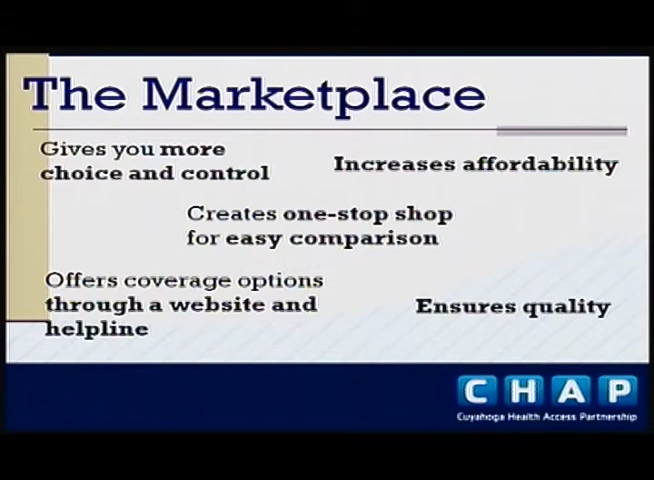 The Marketplace
Gives you more
choice and control
Increases affordability
Creates one-stop shop
for easy comparison
Offers coverage options
through a website and
helpline
Ensures quality
CHAP
Cuyahoga Health Access Partnership